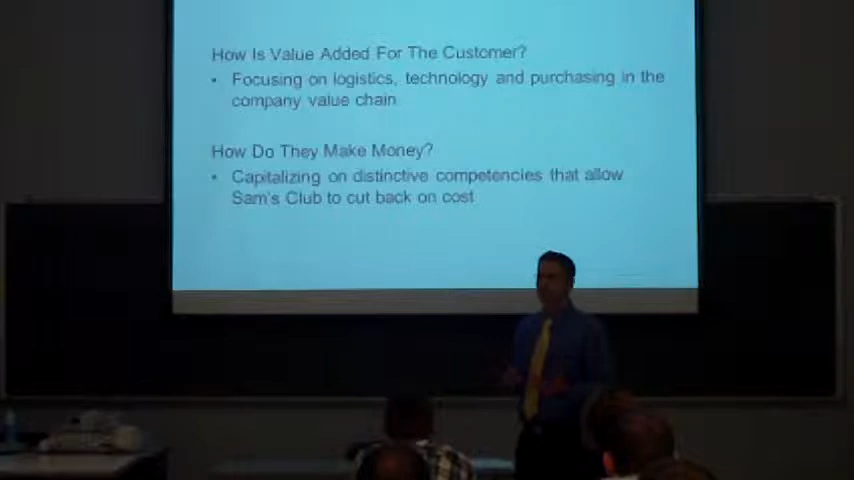 How Is Value Added For The Customer?
• Focusing on logistics, technology and purchasing in the
company value chain
How Do They Make Money?
• Capitalizing on distinctive competencies that allow
Sam's Club to cut back on cost